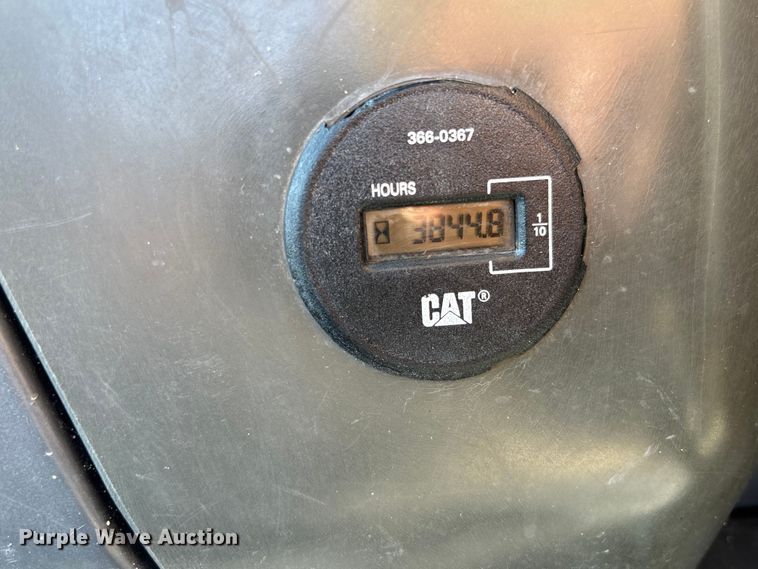 366-0367
HOURS
3844.8
1/10
CAT®
Purple Wave Auction